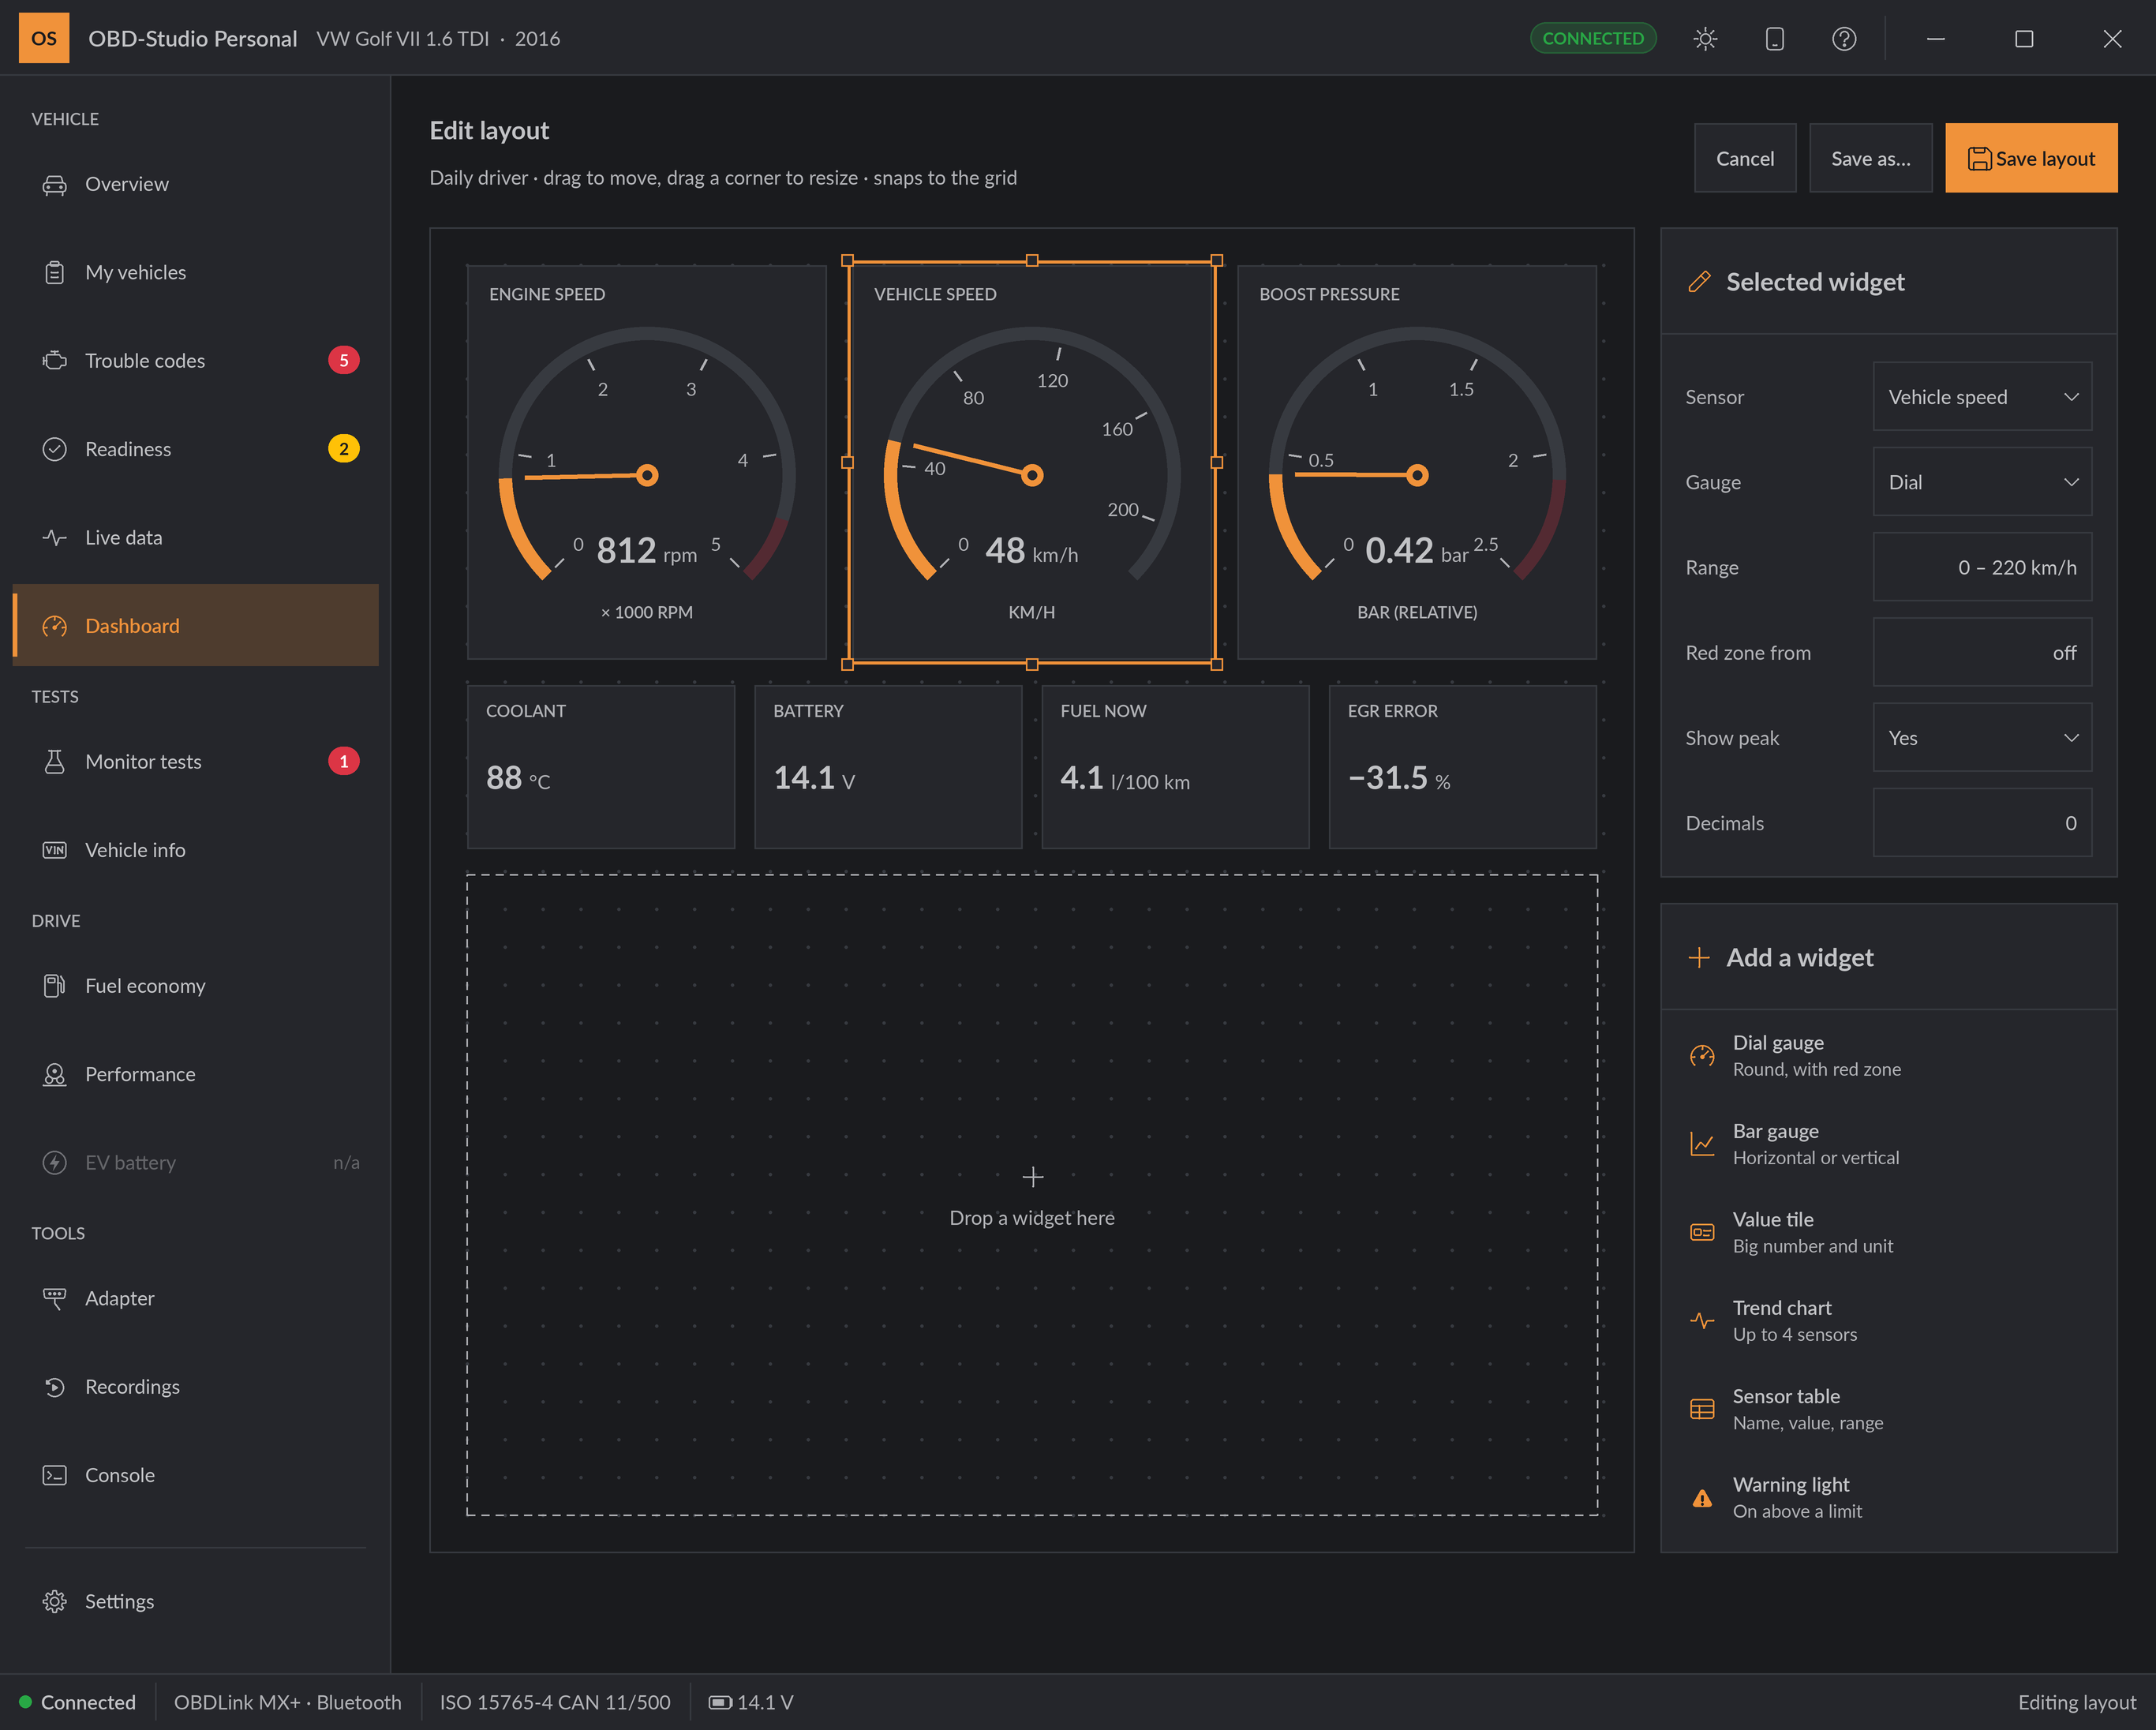 OS
OBD-Studio Personal
VW Golf VII 1.6 TDI · 2016
CONNECTED
VEHICLE
Overview
My vehicles
Trouble codes 5
Readiness 2
Live data
Dashboard
TESTS
Monitor tests 1
VIN
Vehicle info
DRIVE
Fuel economy
Performance
EV battery n/a
TOOLS
Adapter
Recordings
Console
Settings
Edit layout
Daily driver · drag to move, drag a corner to resize · snaps to the grid
Cancel
Save as...
Save layout
ENGINE SPEED
2 3
1 4
0 812 rpm 5
× 1000 RPM
VEHICLE SPEED
120
80
160
40
200
0 48 km/h
KM/H
BOOST PRESSURE
1 1.5
0.5 2
0 0.42 bar 2.5
BAR (RELATIVE)
COOLANT
88 °C
BATTERY
14.1 V
FUEL NOW
4.1 l/100 km
EGR ERROR
−31.5 %
Drop a widget here
Selected widget
Sensor Vehicle speed
Gauge Dial
Range 0 – 220 km/h
Red zone from off
Show peak Yes
Decimals 0
Add a widget
Dial gauge
Round, with red zone
Bar gauge
Horizontal or vertical
Value tile
Big number and unit
Trend chart
Up to 4 sensors
Sensor table
Name, value, range
Warning light
On above a limit
Connected
OBDLink MX+ · Bluetooth
ISO 15765-4 CAN 11/500
14.1 V
Editing layout